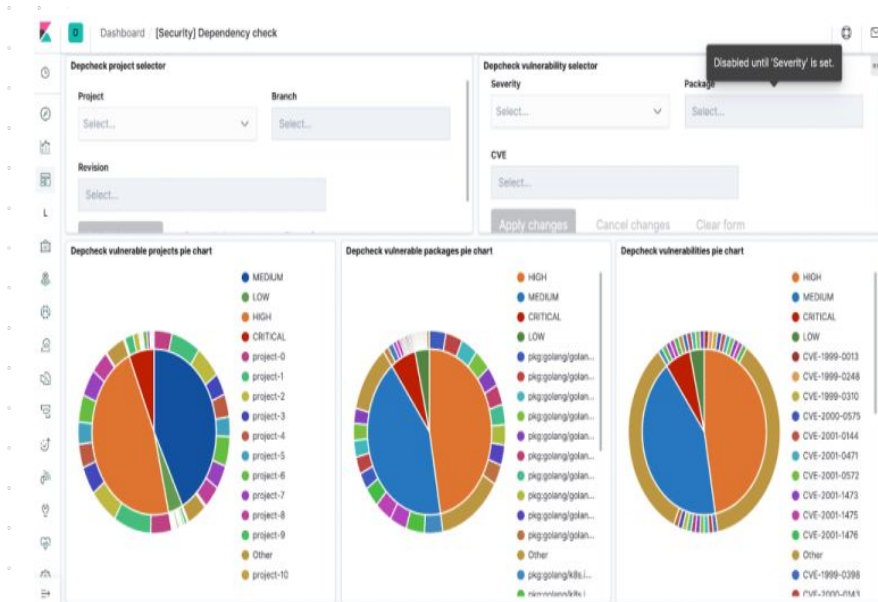 D Dashboard / [Security] Dependency check
Disabled until 'Severity' is set.
Depcheck project selector
Project
Select...
Branch
Select...
Revision
Select...
Depcheck vulnerability selector
Severity
Select...
Package
Select...
CVE
Select...
Apply changes Cancel changes Clear form
L
Depcheck vulnerable projects pie chart
MEDIUM
LOW
HIGH
CRITICAL
project-0
project-1
project-2
project-3
project-4
project-5
project-6
project-7
project-8
project-9
Other
project-10
Depcheck vulnerable packages pie chart
HIGH
MEDIUM
CRITICAL
LOW
pkg:golang/golan...
pkg:golang/golan...
pkg:golang/golan...
pkg:golang/golan...
pkg:golang/golan...
pkg:golang/golan...
pkg:golang/golan...
pkg:golang/golan...
pkg:golang/golan...
pkg:golang/golan...
Other
pkg:golang/k8s.i...
pkg:golang/k8s.i...
Depcheck vulnerabilities pie chart
HIGH
MEDIUM
CRITICAL
LOW
CVE-1999-0013
CVE-1999-0248
CVE-1999-0310
CVE-2000-0575
CVE-2001-0144
CVE-2001-0471
CVE-2001-0572
CVE-2001-1473
CVE-2001-1475
CVE-2001-1476
Other
CVE-1999-0398
CVE-2000-0143